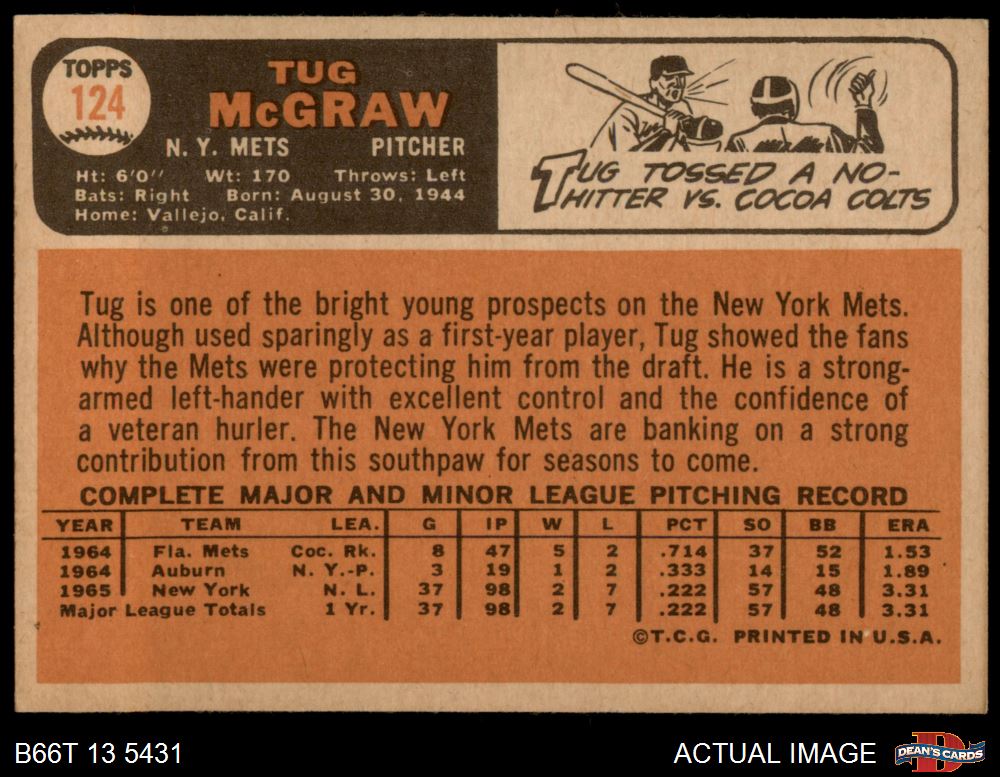 TOPPS
124
TUG
McGRAW
N. Y. METS PITCHER
Ht: 6'0" Wt: 170 Throws: Left
Bats: Right Born: August 30, 1944
Home: Vallejo, Calif.
TUG TOSSED A NO-
HITTER VS. COCOA COLTS
Tug is one of the bright young prospects on the New York Mets.
Although used sparingly as a first-year player, Tug showed the fans
why the Mets were protecting him from the draft. He is a strong-
armed left-hander with excellent control and the confidence of
a veteran hurler. The New York Mets are banking on a strong
contribution from this southpaw for seasons to come.
COMPLETE MAJOR AND MINOR LEAGUE PITCHING RECORD
YEAR TEAM LEA. G IP W L PCT SO BB ERA
1964 Fla. Mets Coc. Rk. 8 47 5 2 .714 37 52 1.53
1964 Auburn N. Y.-P. 3 19 1 2 .333 14 15 1.89
1965 New York N. L. 37 98 2 7 .222 57 48 3.31
Major League Totals 1 Yr. 37 98 2 7 .222 57 48 3.31
©T.C.G. PRINTED IN U.S.A.
B66T 13 5431 ACTUAL IMAGE DEAN'S CARDS